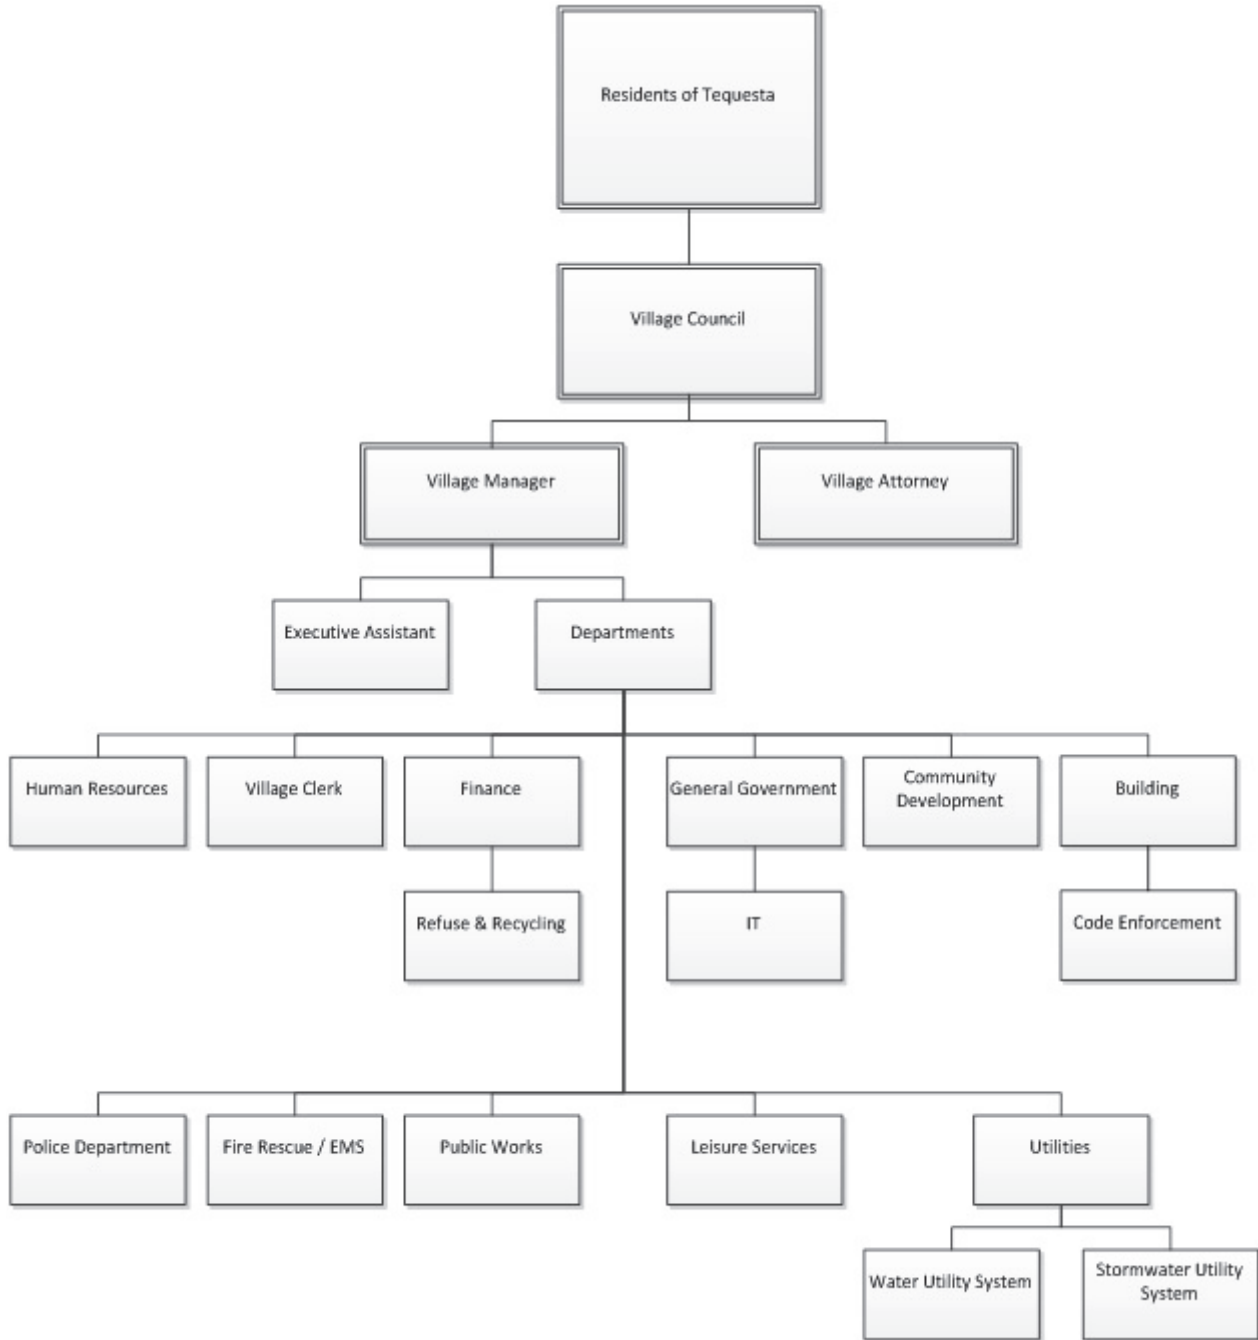 Residents of Tequesta
Village Council
Village Manager
Village Attorney
Executive Assistant
Departments
Human Resources
Village Clerk
Finance
General Government
Community
Development
Building
Refuse & Recycling
IT
Code Enforcement
Police Department
Fire Rescue / EMS
Public Works
Leisure Services
Utilities
Water Utility System
Stormwater Utility
System